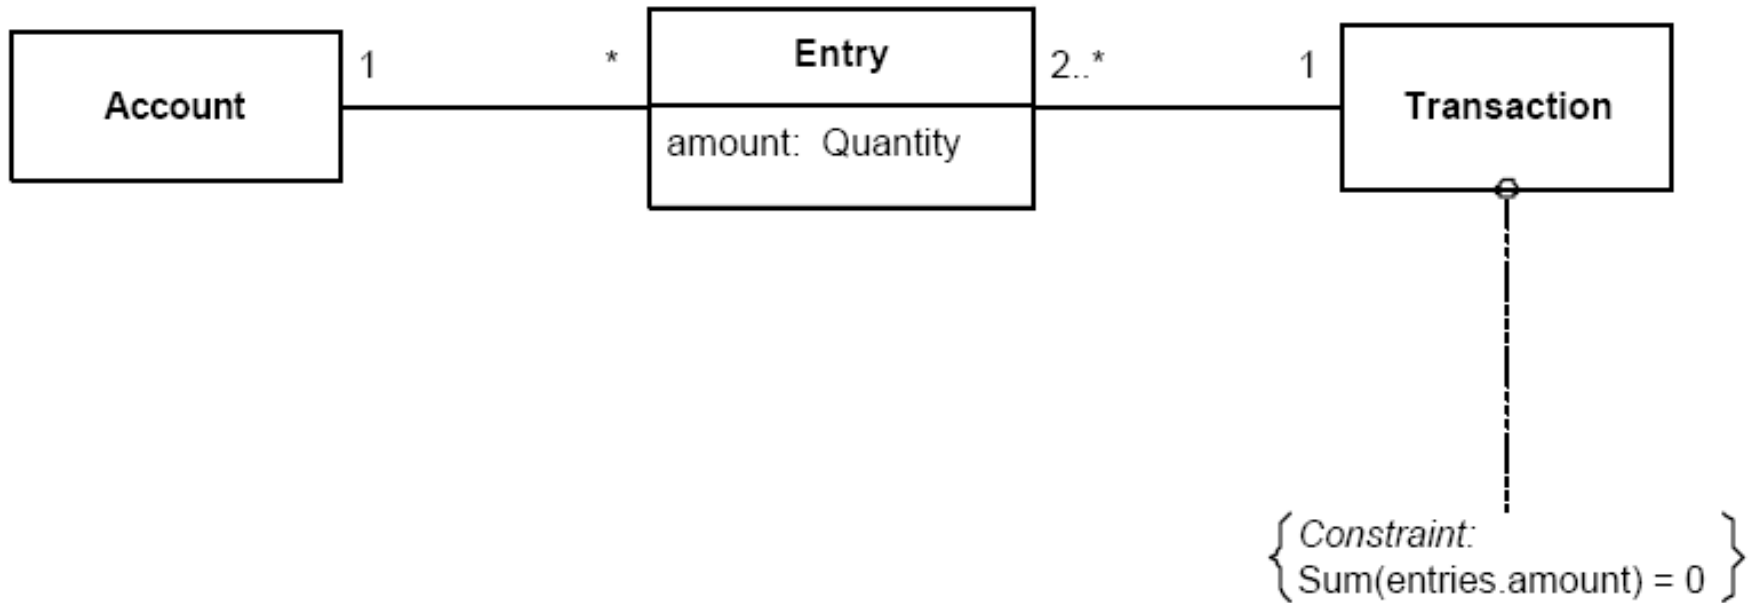 Account
1
*
Entry
amount: Quantity
2..*
1
Transaction
Constraint:
Sum(entries.amount) = 0